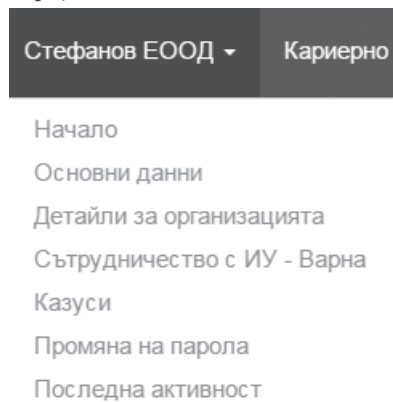 Стефанов ЕООД Кариерно
Начало
Основни данни
Детайли за организацията
Сътрудничество с ИУ - Варна
Казуси
Промяна на парола
Последна активност